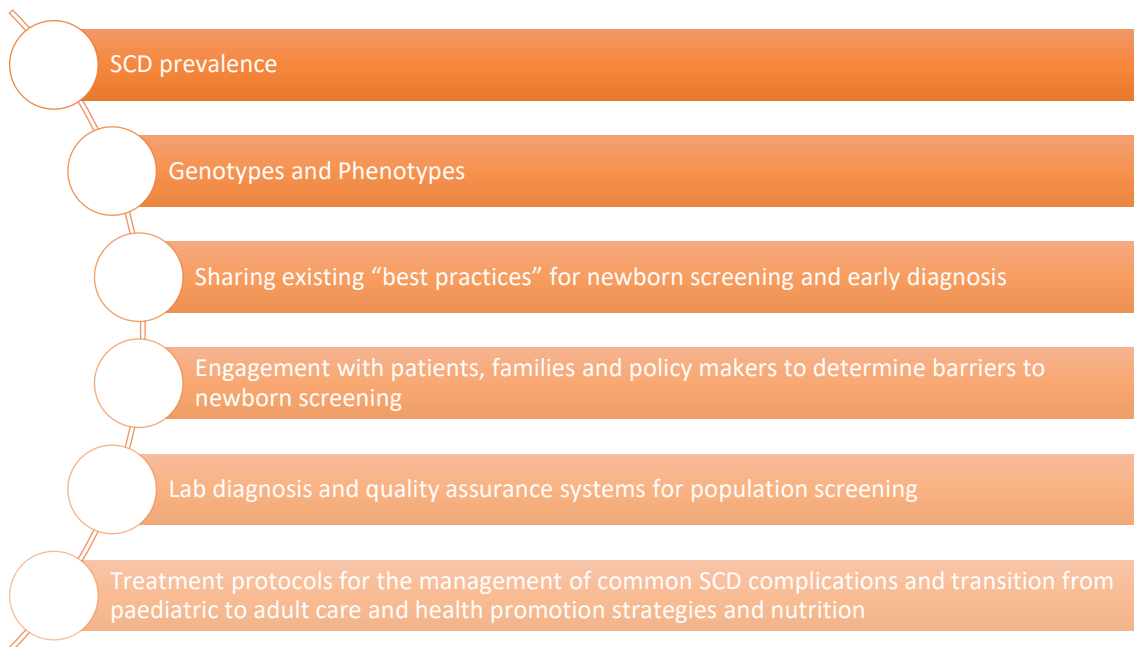 SCD prevalence
Genotypes and Phenotypes
Sharing existing “best practices” for newborn screening and early diagnosis
Engagement with patients, families and policy makers to determine barriers to
newborn screening
Lab diagnosis and quality assurance systems for population screening
Treatment protocols for the management of common SCD complications and transition from
paediatric to adult care and health promotion strategies and nutrition